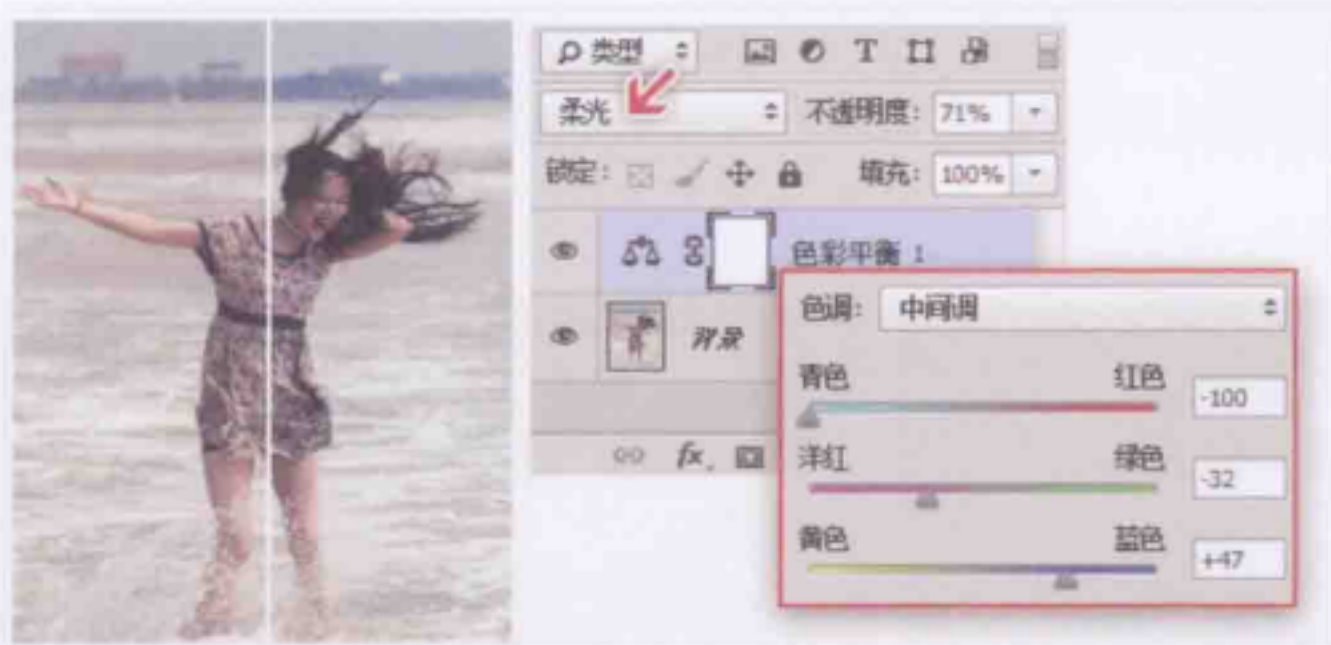 类型
T
柔光 不透明度: 71%
锁定: 填充: 100%
色彩平衡 1
背景
fx.
色调: 中间调
青色 红色 -100
洋红 绿色 -32
黄色 蓝色 +47